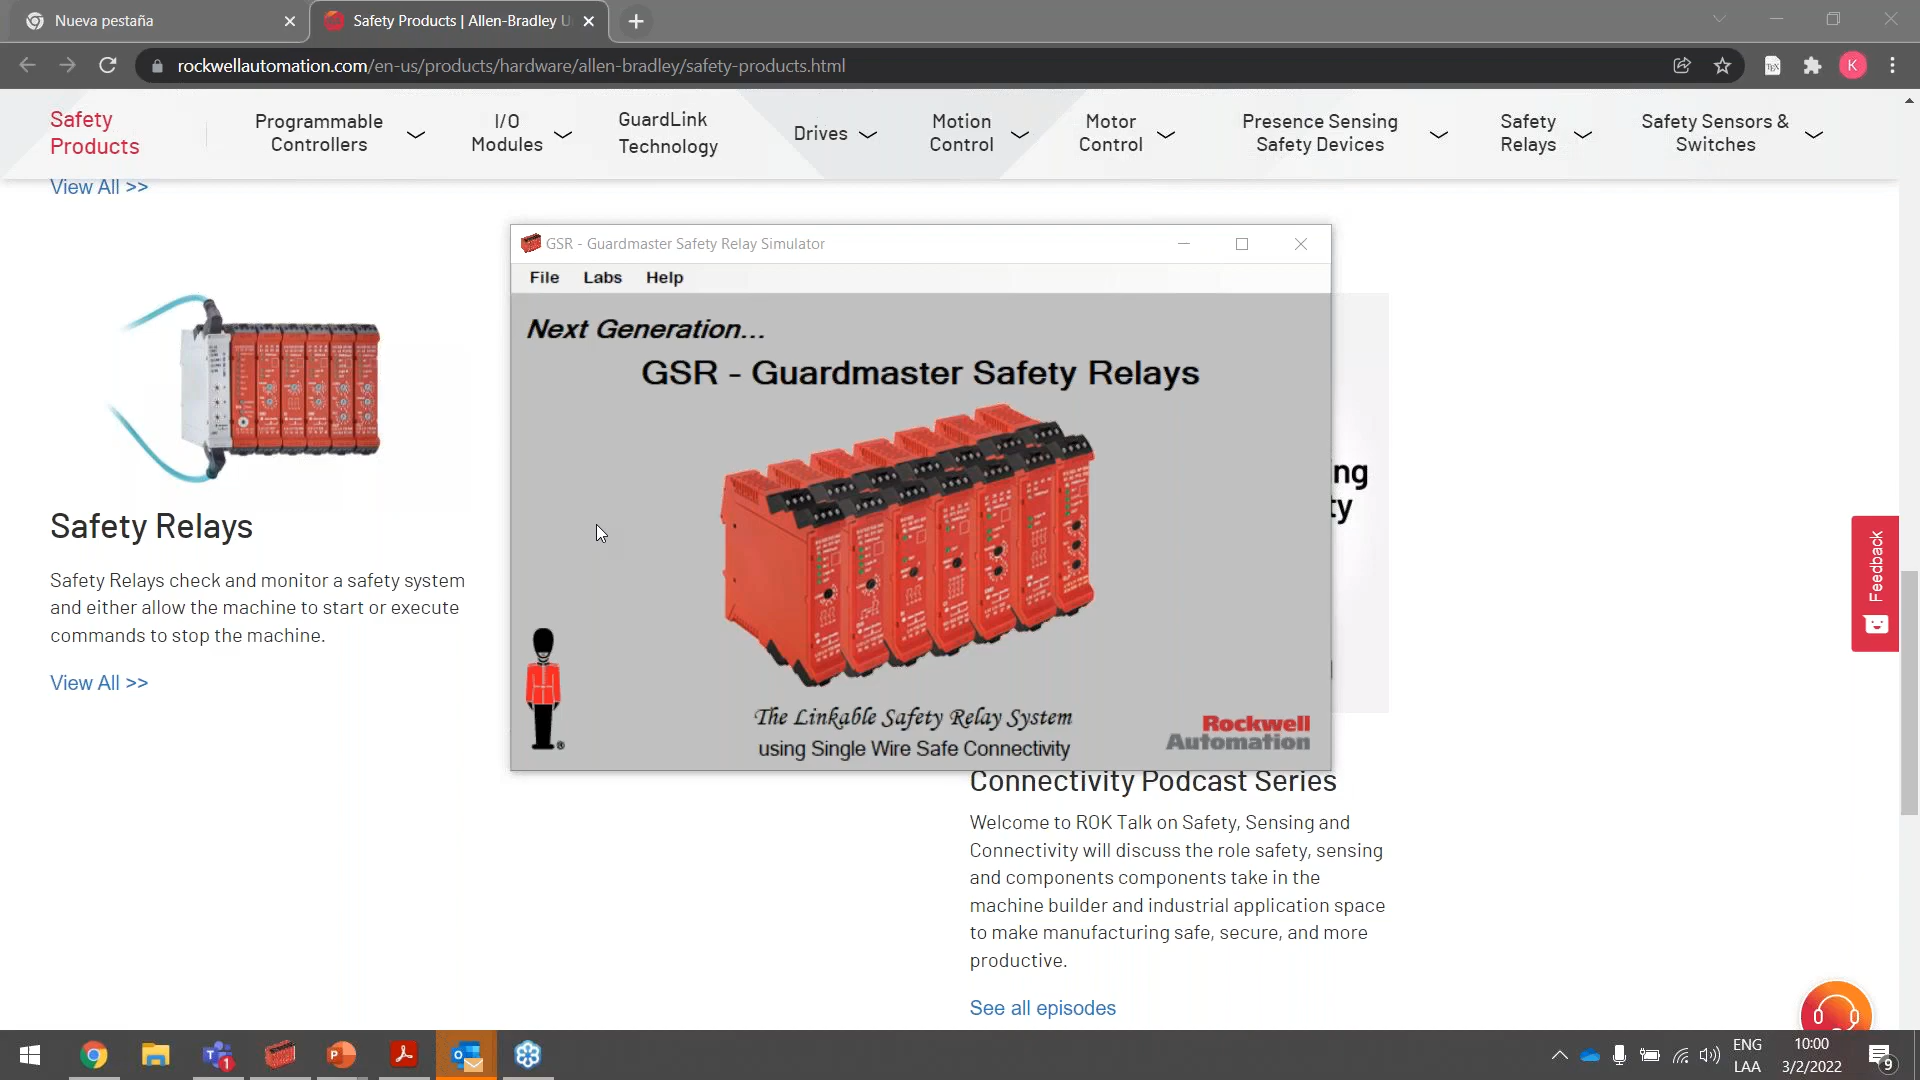 Nueva pestaña
Safety Products | Allen-Bradley U
rockwellautomation.com/en-us/products/hardware/allen-bradley/safety-products.html
K
Safety
Products
Programmable
Controllers
I/O
Modules
GuardLink
Technology
Drives
Motion
Control
Motor
Control
Presence Sensing
Safety Devices
Safety
Relays
Safety Sensors &
Switches
View All >>
GSR - Guardmaster Safety Relay Simulator
File
Labs
Help
Next Generation...
GSR - Guardmaster Safety Relays
The Linkable Safety Relay System
using Single Wire Safe Connectivity
Rockwell
Automation
Safety Relays
Safety Relays check and monitor a safety system
and either allow the machine to start or execute
commands to stop the machine.
View All >>
ng
ty
Connectivity Podcast Series
Welcome to ROK Talk on Safety, Sensing and
Connectivity will discuss the role safety, sensing
and components components take in the
machine builder and industrial application space
to make manufacturing safe, secure, and more
productive.
See all episodes
Feedback
ENG
LAA
10:00
3/2/2022
9